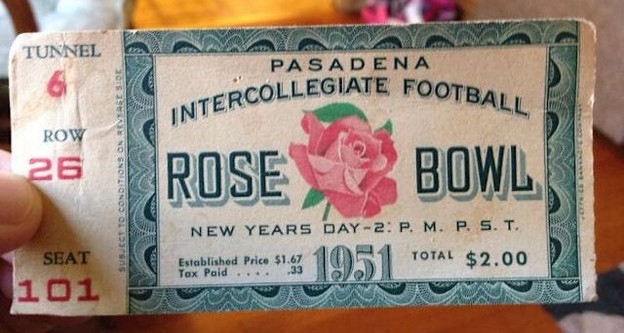 TUNNEL
6
ROW
26
SEAT
101
SUBJECT TO CONDITIONS ON REVERSE SIDE
PASADENA
INTERCOLLEGIATE FOOTBALL
ROSE BOWL
NEW YEARS DAY-2: P. M. P. S. T.
Established Price $1.67
Tax Paid .... .33
1951
TOTAL $2.00